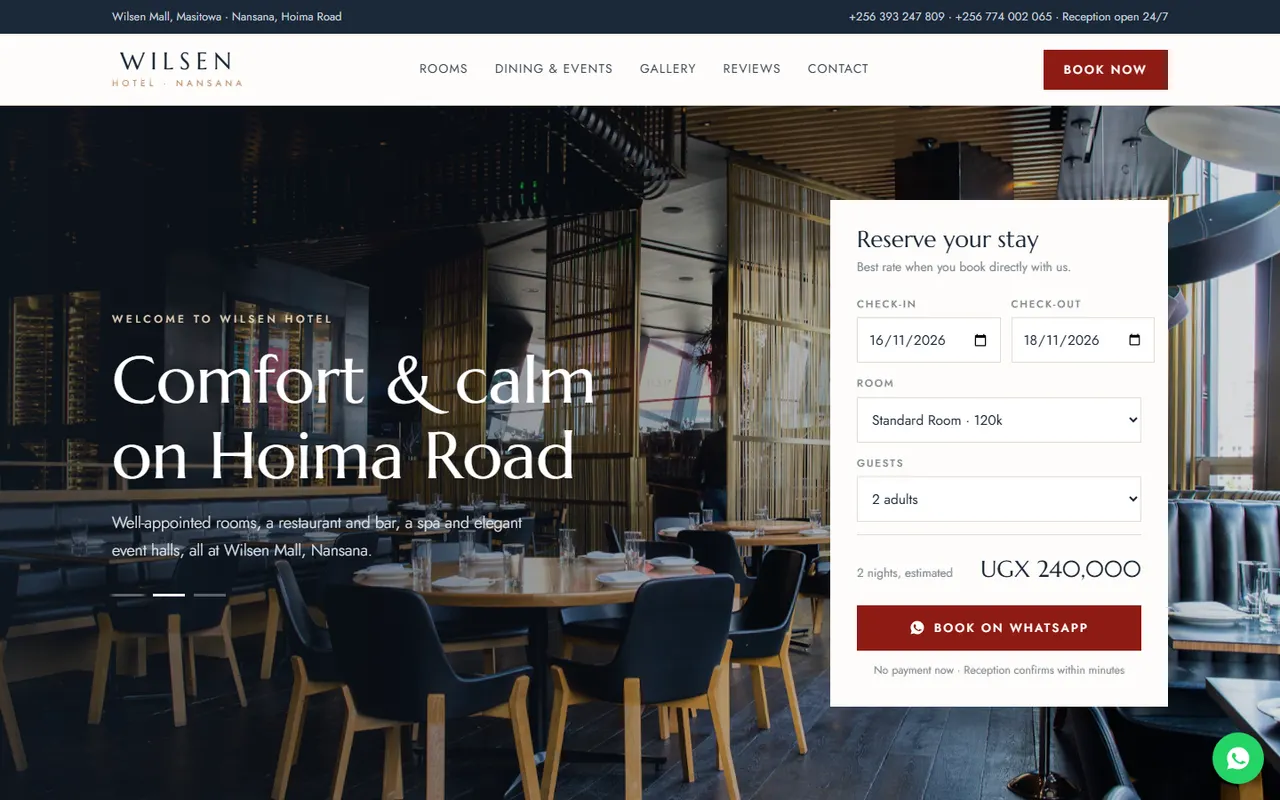 Wilsen Mall, Masitowa · Nansana, Hoima Road
+256 393 247 809 · +256 774 002 065 · Reception open 24/7
WILSEN
HOTEL · NANSANA
ROOMS
DINING & EVENTS
GALLERY
REVIEWS
CONTACT
BOOK NOW
WELCOME TO WILSEN HOTEL
Comfort & calm
on Hoima Road
Well-appointed rooms, a restaurant and bar, a spa and elegant
event halls, all at Wilsen Mall, Nansana.
Reserve your stay
Best rate when you book directly with us.
CHECK-IN
CHECK-OUT
16/11/2026
18/11/2026
ROOM
Standard Room · 120k
GUESTS
2 adults
2 nights, estimated
UGX 240,000
BOOK ON WHATSAPP
No payment now · Reception confirms within minutes